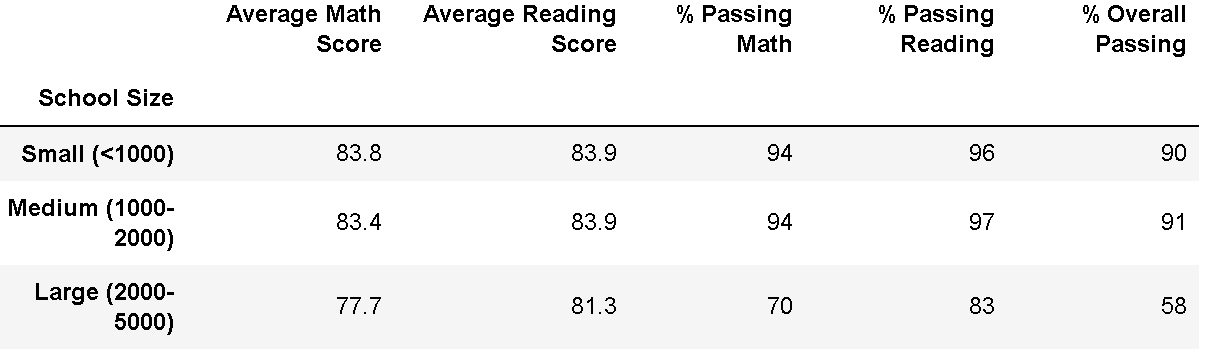 Average Math Score Average Reading Score % Passing Math % Passing Reading % Overall Passing
School Size
Small (<1000) 83.8 83.9 94 96 90
Medium (1000-2000) 83.4 83.9 94 97 91
Large (2000-5000) 77.7 81.3 70 83 58